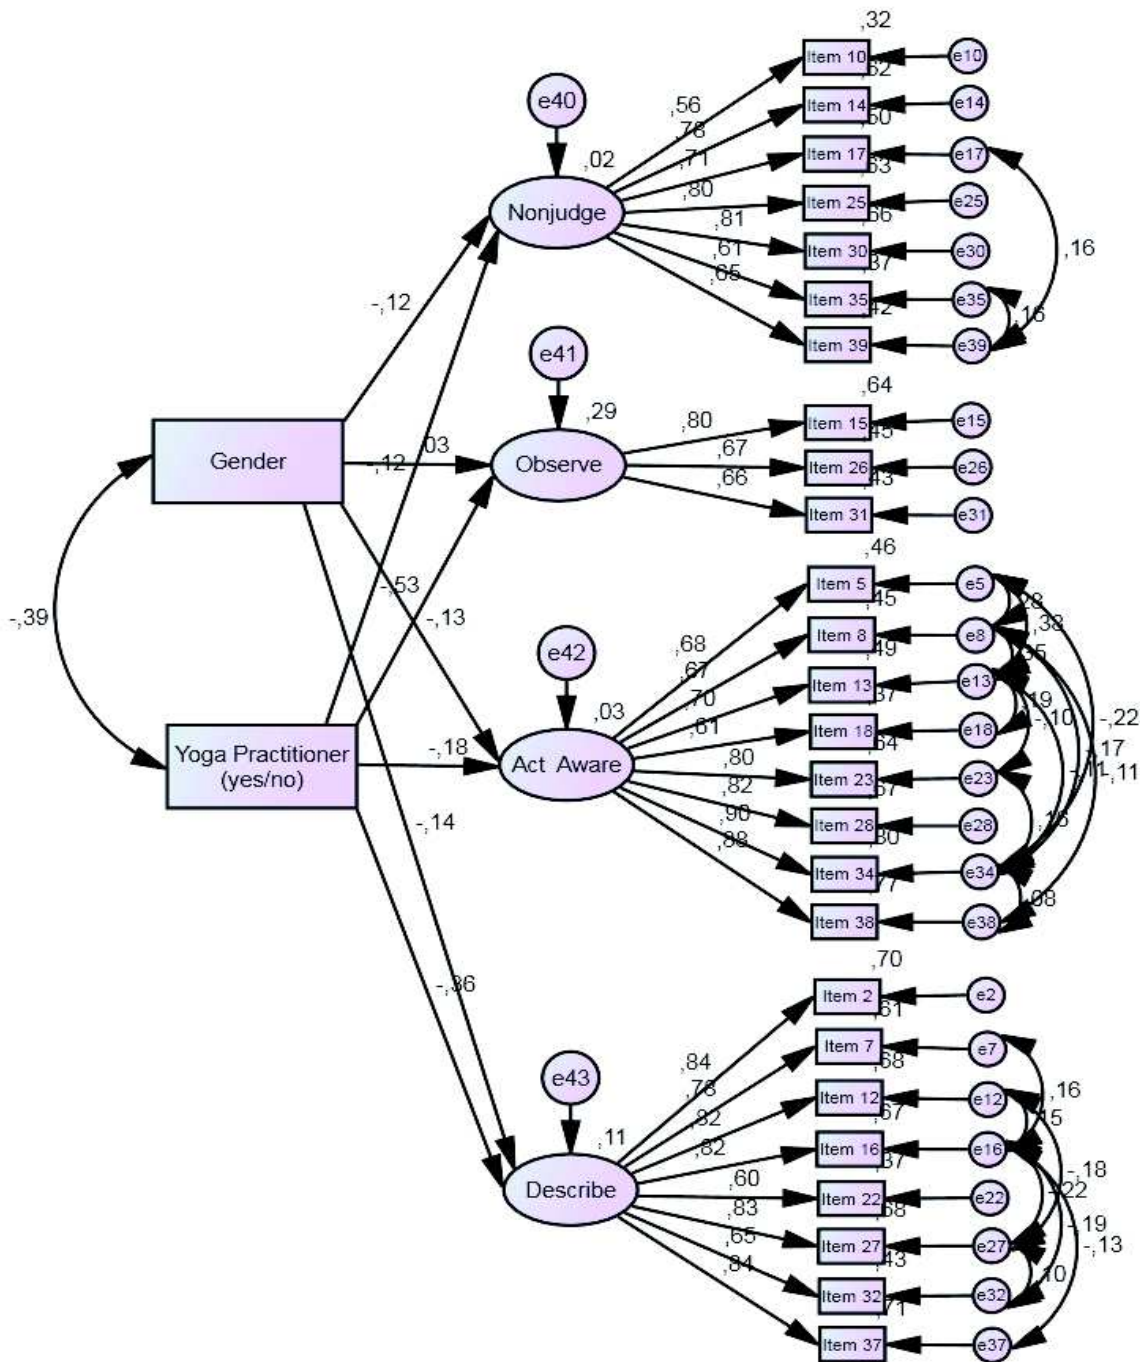 ,32
Item 10
e10
e40
,56
,62
Item 14
e14
,78
,50
,02
,71
Item 17
e17
,63
,80
Item 25
e25
Nonjudge
,66
,81
Item 30
e30
,16
,61
,37
,65
Item 35
e35
-,12
,42
,16
Item 39
e39
e41
,64
,29
,80
Item 15
e15
,45
,03
,67
Gender
-,12
Observe
Item 26
e26
,66
,43
Item 31
e31
,46
-,53
Item 5
e5
,45
,28
-,39
-,13
,38
,68
Item 8
e8
e42
,49
,35
,67
Item 13
e13
,70
,37
,19
,03
,61
-,10
-,22
Item 18
e18
,64
,17
Yoga Practitioner
(yes/no)
-,18
Act Aware
,80
Item 23
e23
-,11
-,11
,82
,67
-,14
,90
Item 28
e28
,88
,80
Item 34
e34
,77
,08
Item 38
e38
,70
-,36
Item 2
e2
,61
,84
Item 7
e7
,68
e43
Item 12
e12
,16
,67
,15
,11
,82
,82
Item 16
e16
,37
-,18
Describe
,60
Item 22
e22
-,22
,83
,68
-,19
,65
Item 27
e27
-,13
,84
,43
,10
Item 32
e32
,71
Item 37
e37